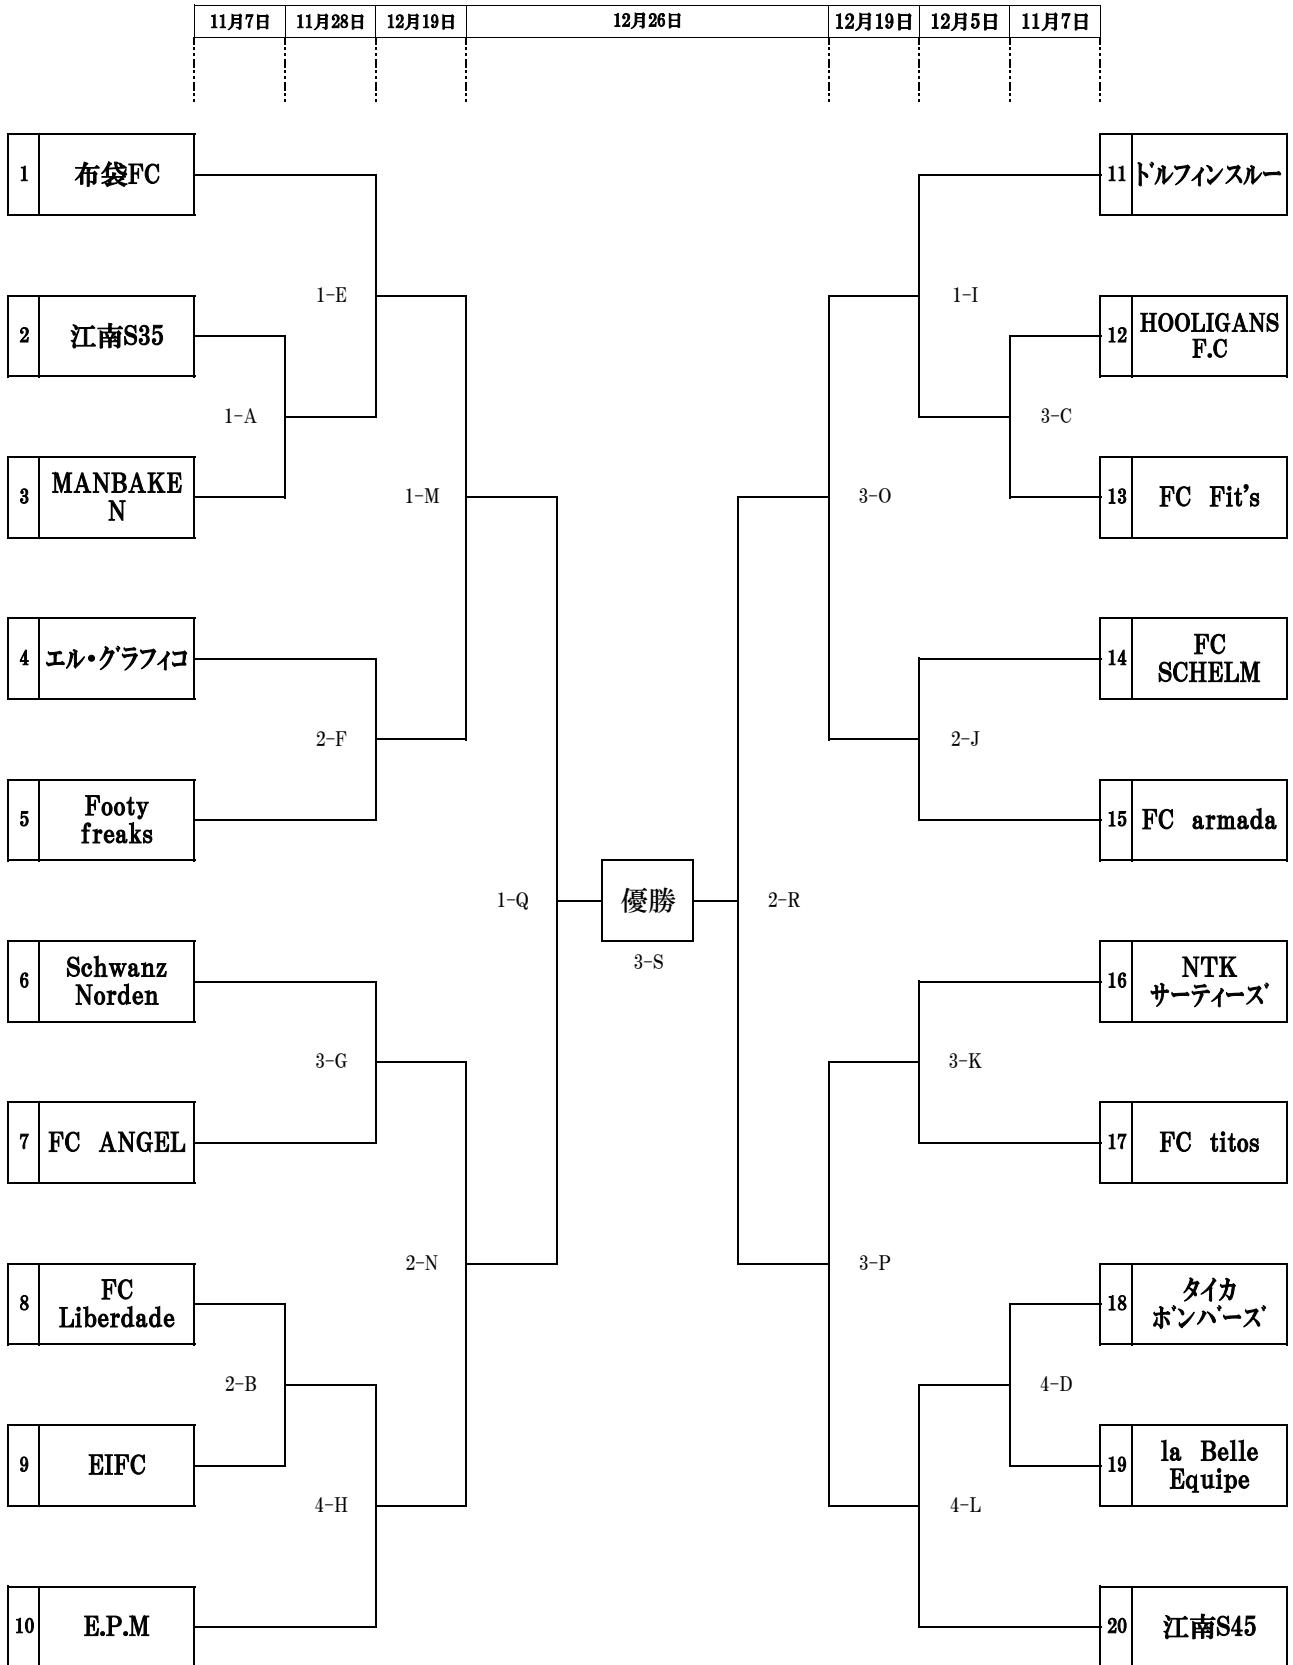 11月7日 11月28日 12月19日 12月26日 12月19日 12月5日 11月7日
1 布袋FC
2 江南S35
3 MANBAKE
N
4 エル・グラフィコ
5 Footy
freaks
6 Schwanz
Norden
7 FC ANGEL
8 FC
Liberdade
9 EIFC
10 E.P.M
1-A
2-B
1-E
2-F
3-G
4-H
1-M
2-N
1-Q
優勝
3-S
2-R
3-O
3-P
1-I
2-J
3-K
4-L
3-C
4-D
11 ドルフィンスルー
12 HOOLIGANS
F.C
13 FC Fit's
14 FC
SCHELM
15 FC armada
16 NTK
サーティーズ
17 FC titos
18 タイカ
ボンバーズ
19 la Belle
Equipe
20 江南S45